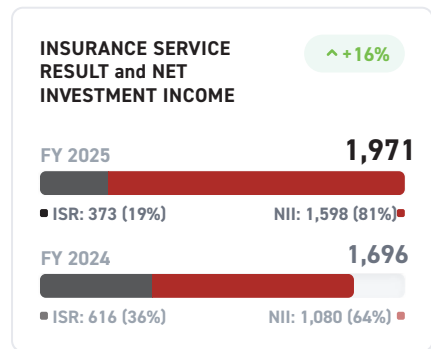 INSURANCE SERVICE
RESULT and NET
INVESTMENT INCOME
+16%
FY 2025
1,971
ISR: 373 (19%)
NII: 1,598 (81%)
FY 2024
1,696
ISR: 616 (36%)
NII: 1,080 (64%)